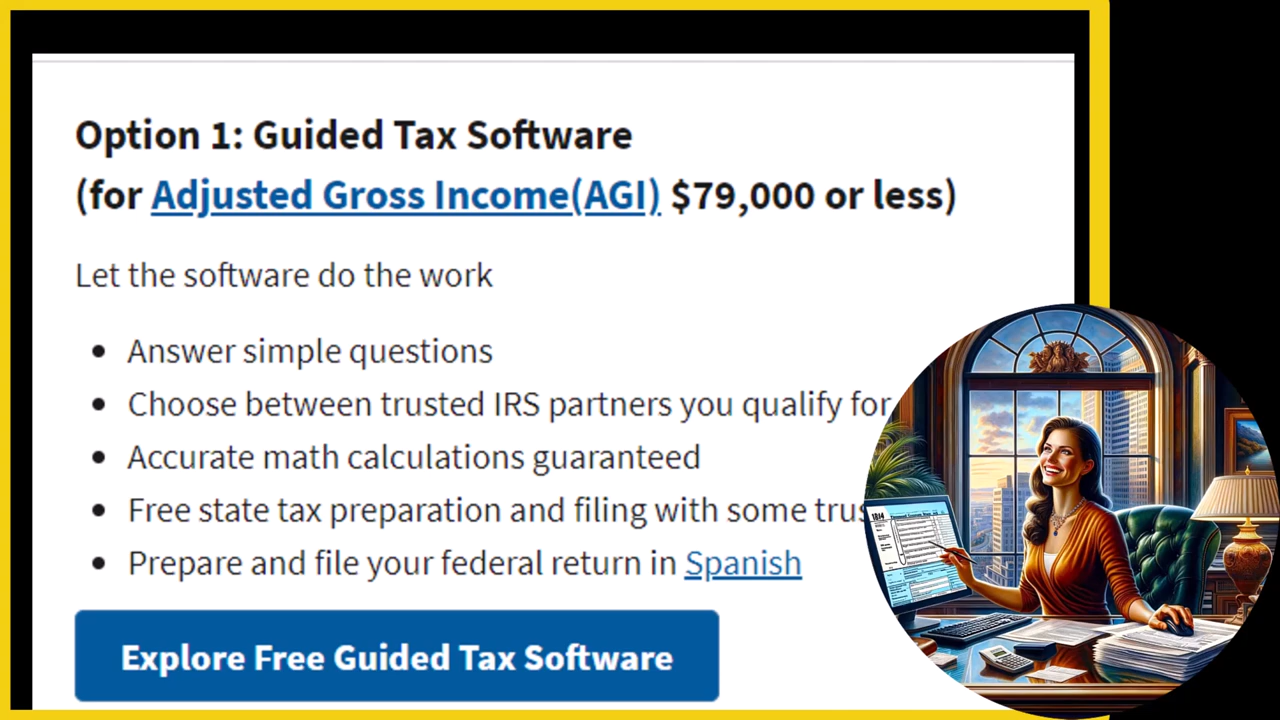 Option 1: Guided Tax Software
(for Adjusted Gross Income(AGI) $79,000 or less)
Let the software do the work
• Answer simple questions
• Choose between trusted IRS partners you qualify for
• Accurate math calculations guaranteed
• Free state tax preparation and filing with some
• Prepare and file your federal return in Spanish
Explore Free Guided Tax Software